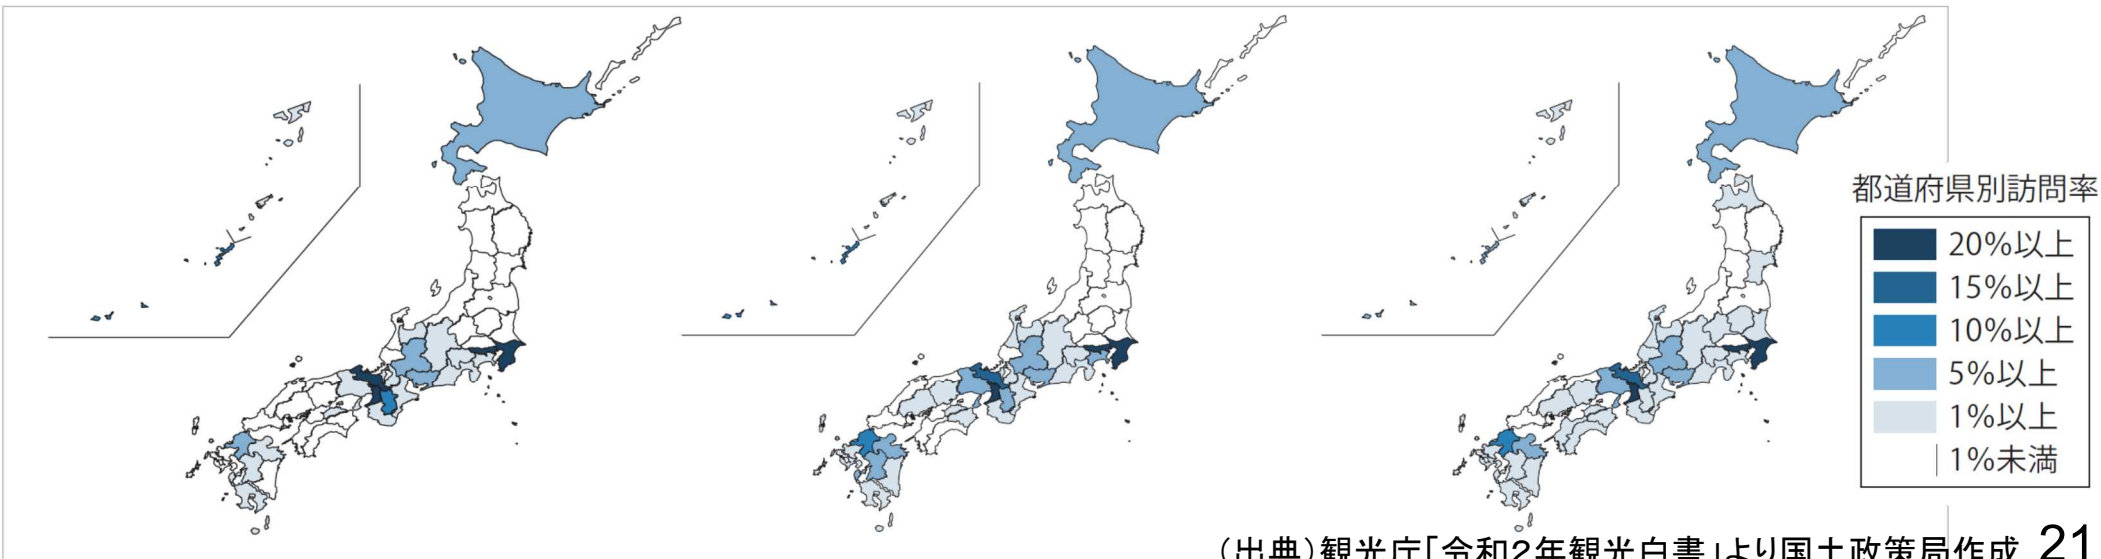 都道府県別訪問率
20%以上
15%以上
10%以上
5%以上
1%以上
1%未満
(出典)観光庁「令和2年観光白書」より国土政策局作成 21